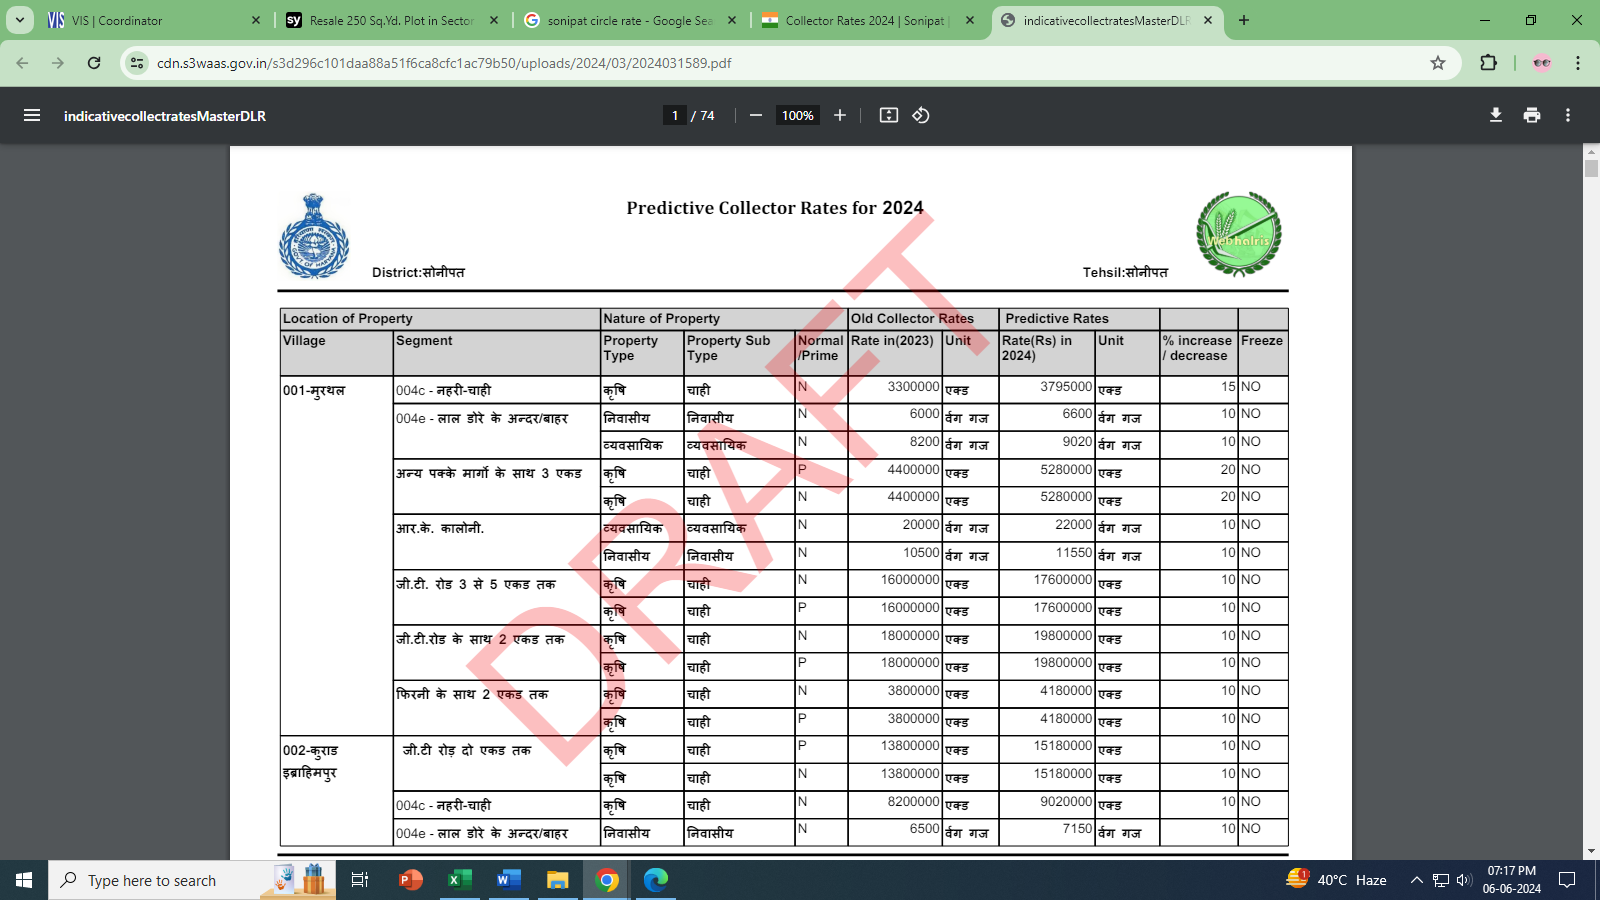 VIS | Coordinator
Resale 250 Sq.Yd. Plot in Sector
sonipat circle rate - Google Sea
Collector Rates 2024 | Sonipat |
indicativecollectratesMasterDLR
cdn.s3waas.gov.in/s3d296c101daa88a51f6ca8cfc1ac79b50/uploads/2024/03/2024031589.pdf
indicativecollectratesMasterDLR
1 / 74
100%
Predictive Collector Rates for 2024
WebhalriS
District:सोनीपत
Tehsil:सोनीपत
Location of Property Nature of Property Old Collector Rates Predictive Rates
Village Segment Property Type Property Sub Type Normal /Prime Rate in(2023) Unit Rate(Rs) in 2024) Unit % increase / decrease Freeze
001-मुरथल 004c - नहरी-चाही कृषि चाही N 3300000 एकड 3795000 एकड 15 NO
004e - लाल डोरे के अन्दर/बाहर निवासीय निवासीय N 6000 वर्ग गज 6600 वर्ग गज 10 NO
व्यवसायिक व्यवसायिक N 8200 वर्ग गज 9020 वर्ग गज 10 NO
अन्य पक्के मार्गो के साथ 3 एकड कृषि चाही P 4400000 एकड 5280000 एकड 20 NO
कृषि चाही N 4400000 एकड 5280000 एकड 20 NO
आर.के. कालोनी. व्यवसायिक व्यवसायिक N 20000 वर्ग गज 22000 वर्ग गज 10 NO
निवासीय निवासीय N 10500 वर्ग गज 11550 वर्ग गज 10 NO
जी.टी. रोड 3 से 5 एकड तक कृषि चाही N 16000000 एकड 17600000 एकड 10 NO
कृषि चाही P 16000000 एकड 17600000 एकड 10 NO
जी.टी.रोड के साथ 2 एकड तक कृषि चाही N 18000000 एकड 19800000 एकड 10 NO
कृषि चाही P 18000000 एकड 19800000 एकड 10 NO
फिरनी के साथ 2 एकड तक कृषि चाही N 3800000 एकड 4180000 एकड 10 NO
कृषि चाही P 3800000 एकड 4180000 एकड 10 NO
002-कुराड इब्राहिमपुर जी.टी रोड़ दो एकड तक कृषि चाही P 13800000 एकड 15180000 एकड 10 NO
कृषि चाही N 13800000 एकड 15180000 एकड 10 NO
004c - नहरी-चाही कृषि चाही N 8200000 एकड 9020000 एकड 10 NO
004e - लाल डोरे के अन्दर/बाहर निवासीय निवासीय N 6500 वर्ग गज 7150 वर्ग गज 10 NO
DRAFT
Type here to search
40°C Haze
07:17 PM
06-06-2024